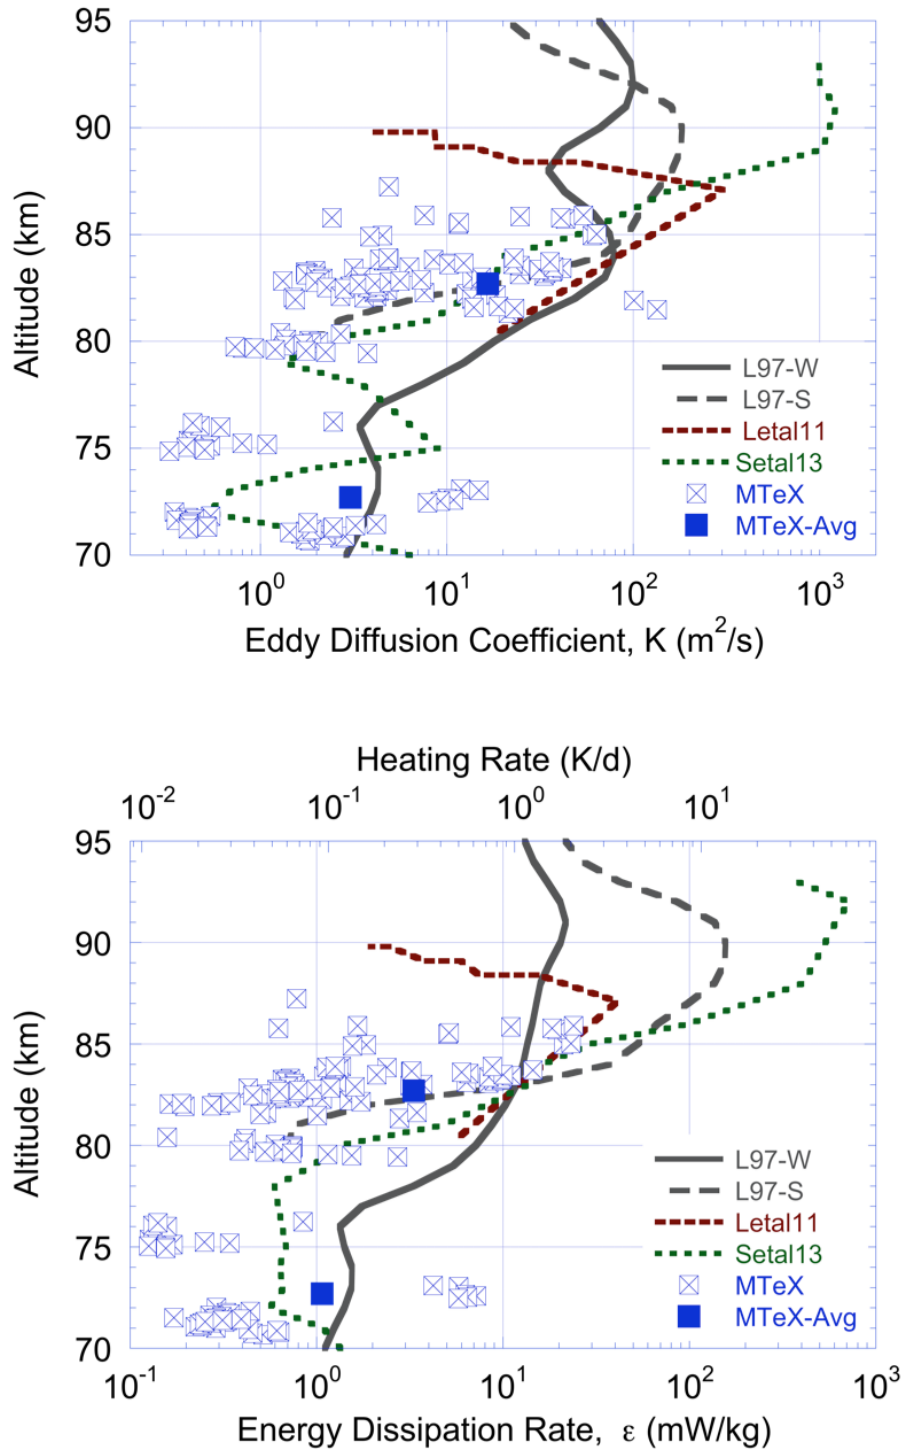 95
90
85
80
75
70
Altitude (km)
L97-W
L97-S
Letal11
Setal13
MTeX
MTeX-Avg
10^0 10^1 10^2 10^3
Eddy Diffusion Coefficient, K (m^2/s)
Heating Rate (K/d)
10^-2 10^-1 10^0 10^1
95
90
85
80
75
70
Altitude (km)
L97-W
L97-S
Letal11
Setal13
MTeX
MTeX-Avg
10^-1 10^0 10^1 10^2 10^3
Energy Dissipation Rate, ε (mW/kg)